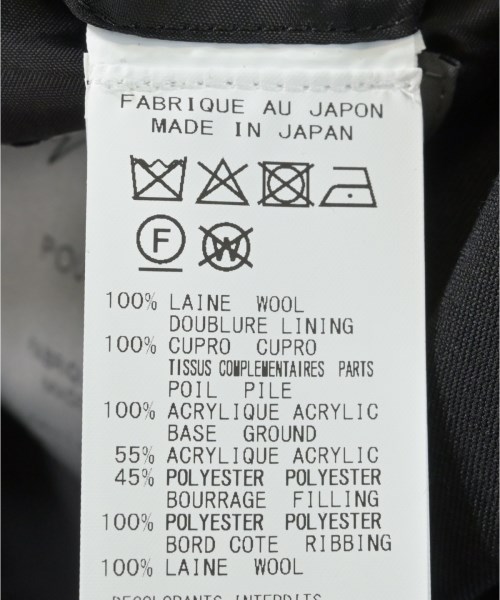 FABRIQUE AU JAPON
MADE IN JAPAN
F
W
100% LAINE WOOL
DOUBLURE LINING
100% CUPRO CUPRO
TISSUS COMPLEMENTAIRES PARTS
POIL PILE
100% ACRYLIQUE ACRYLIC
BASE GROUND
55% ACRYLIQUE ACRYLIC
45% POLYESTER POLYESTER
BOURRAGE FILLING
100% POLYESTER POLYESTER
BORD COTE RIBBING
100% LAINE WOOL
DECOLORANTS INTERDITS